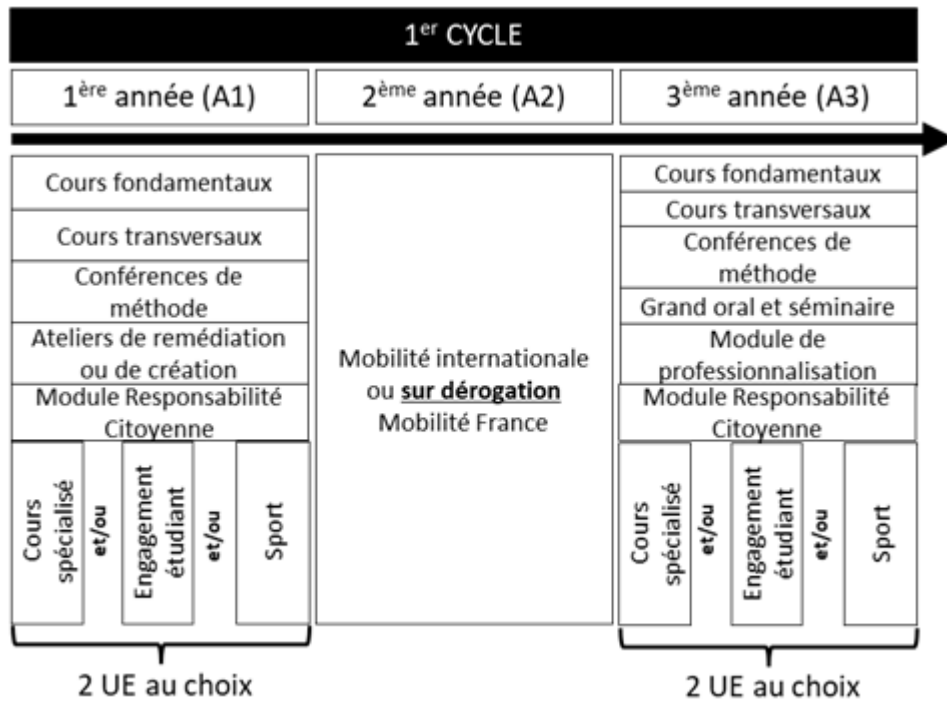 1er CYCLE
1ère année (A1)
2ème année (A2)
3ème année (A3)
Cours fondamentaux
Cours transversaux
Conférences de
méthode
Ateliers de remédiation
ou de création
Module Responsabilité
Citoyenne
Cours
spécialisé
et/ou
Engagement
étudiant
et/ou
Sport
2 UE au choix
Mobilité internationale
ou sur dérogation
Mobilité France
Cours fondamentaux
Cours transversaux
Conférences de
méthode
Grand oral et séminaire
Module de
professionnalisation
Module Responsabilité
Citoyenne
Cours
spécialisé
et/ou
Engagement
étudiant
et/ou
Sport
2 UE au choix